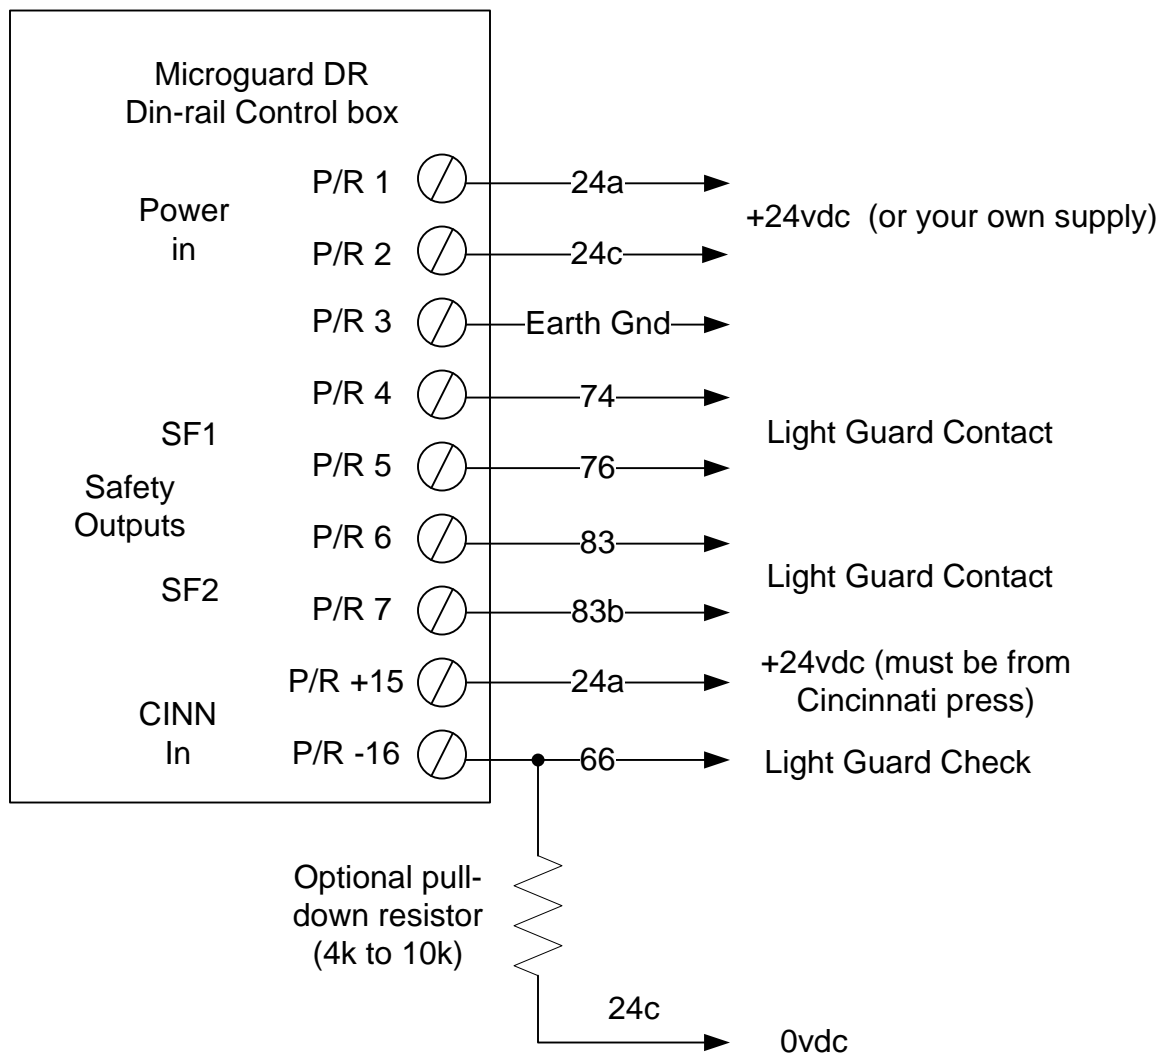 Microguard DR
Din-rail Control box
P/R 1
24a
Power
in
+24vdc (or your own supply)
P/R 2
24c
P/R 3
Earth Gnd
P/R 4
74
SF1
Light Guard Contact
P/R 5
76
Safety
Outputs
P/R 6
83
SF2
Light Guard Contact
P/R 7
83b
P/R +15
24a
+24vdc (must be from
Cincinnati press)
CINN
In
P/R -16
66
Light Guard Check
Optional pull-
down resistor
(4k to 10k)
24c
0vdc